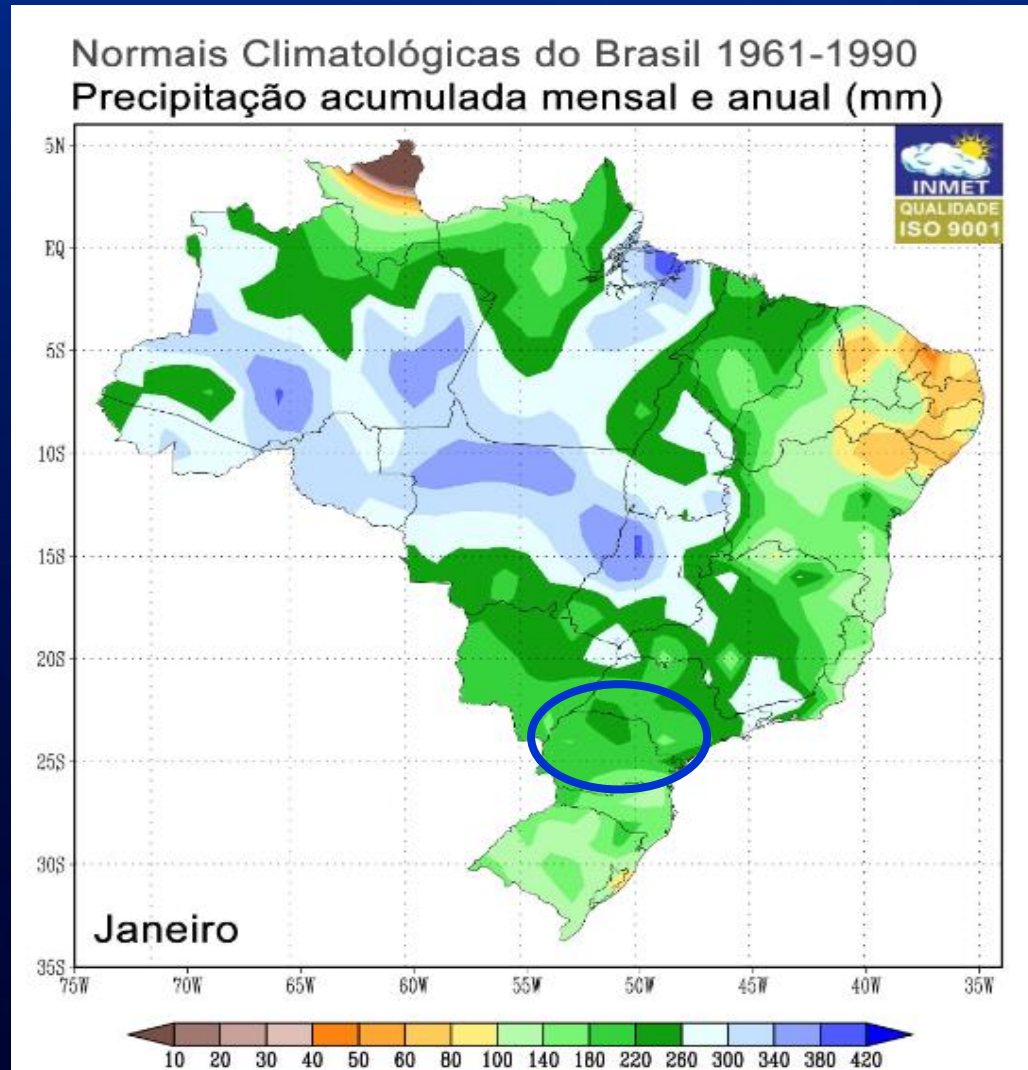 Normais Climatológicas do Brasil 1961-1990
Precipitação acumulada mensal e anual (mm)
INMET
QUALIDADE
ISO 9001
5N
EQ
5S
10S
15S
20S
25S
30S
35S
Janeiro
75W 70W 65W 60W 55W 50W 45W 40W 35W
10 20 30 40 50 60 80 100 140 180 220 260 300 340 380 420